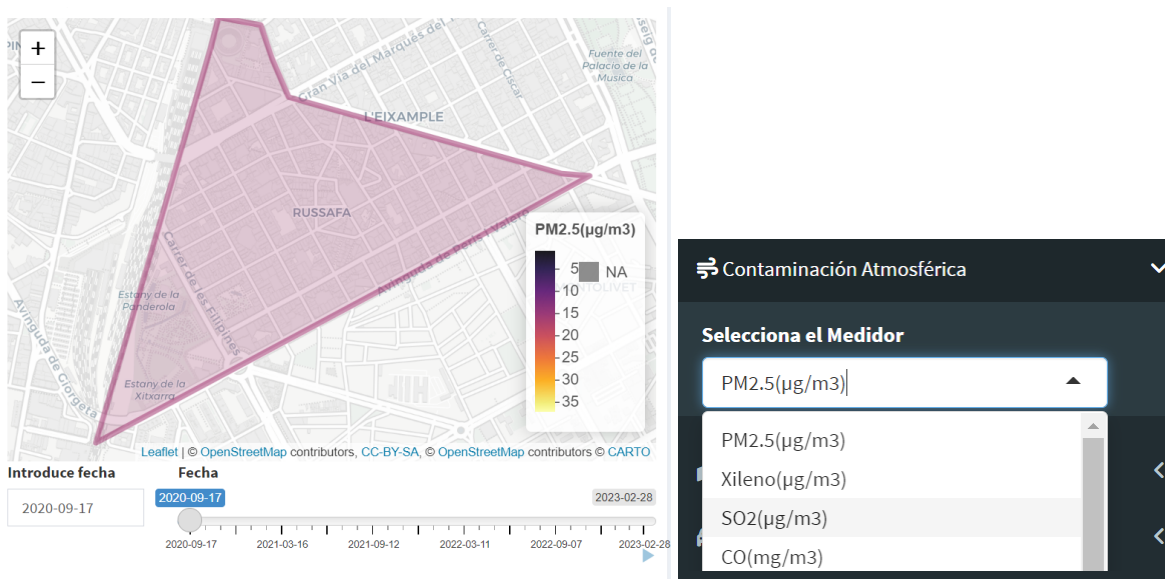 +
−
Gran Vía del Marqués del
Carrer de Ciscar
Fuente del
Palacio de la
Musica
L'EIXAMPLE
RUSSAFA
Carrer de les Filipines
Avinguda de Peris i Valero
Estany de la
Panderola
Avinguda de Giorgeta
Estany de la
Xitxarra
PM2.5(µg/m3)
5
NA
10
15
20
25
30
35
Leaflet | © OpenStreetMap contributors, CC-BY-SA, © OpenStreetMap contributors © CARTO
Introduce fecha
Fecha
2020-09-17
2020-09-17
2023-02-28
2020-09-17
2021-03-16
2021-09-12
2022-03-11
2022-09-07
2023-02-28
Contaminación Atmosférica
Selecciona el Medidor
PM2.5(µg/m3)
PM2.5(µg/m3)
Xileno(µg/m3)
SO2(µg/m3)
CO(mg/m3)